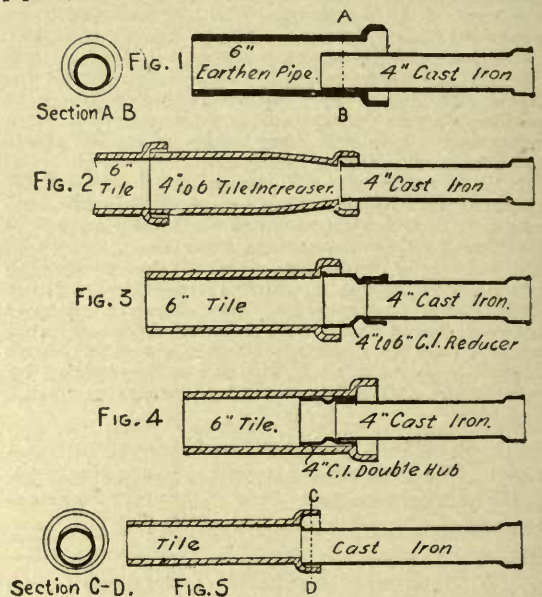 A
FIG. 1
6"
Earthen Pipe.
4" Cast Iron
Section A B
B
FIG. 2
6"
Tile
4" to 6" Tile Increaser.
4" Cast Iron
FIG. 3
6" Tile
4" Cast Iron.
4" to 6" C.I. Reducer
FIG. 4
6" Tile.
4" Cast Iron.
4" C.I. Double Hub
C
Tile
Cast Iron
Section C-D.
FIG. 5
D